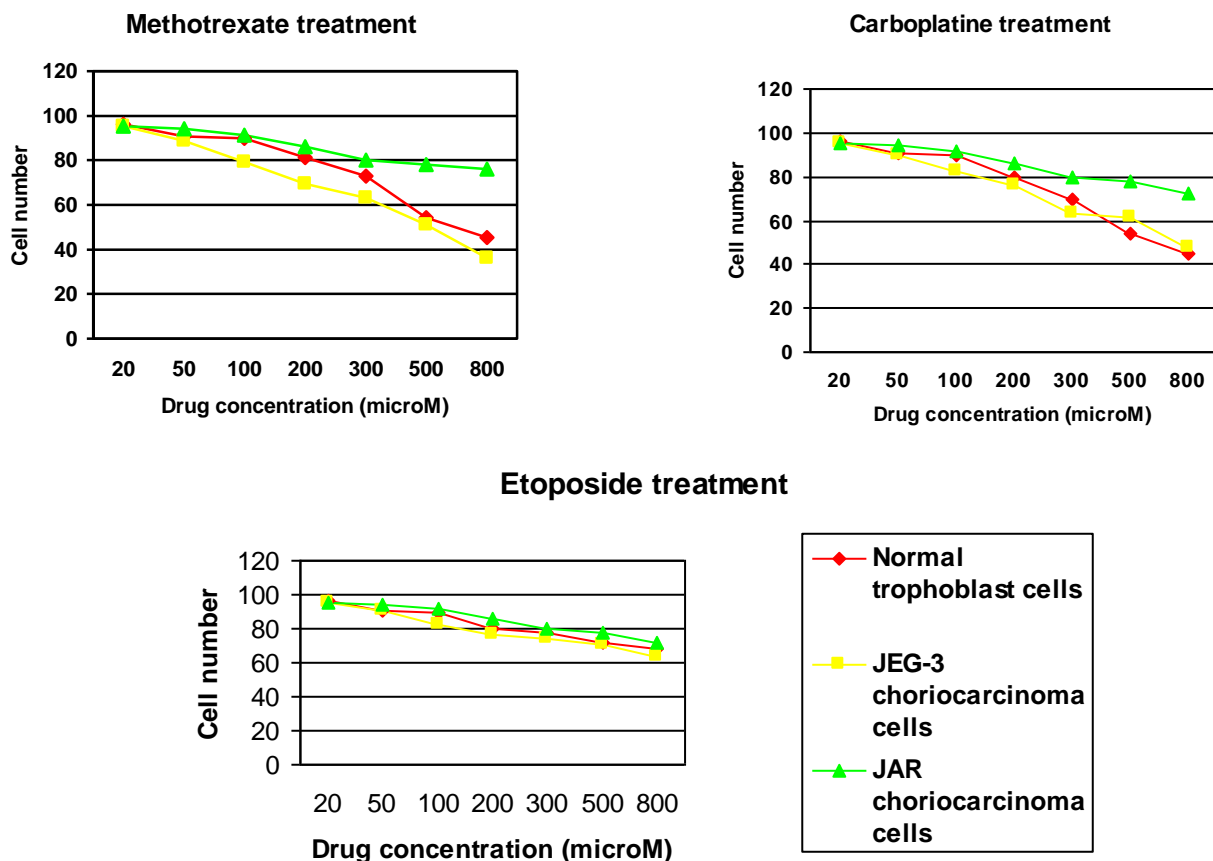 Methotrexate treatment
120
100
80
60
40
20
0
Cell number
20 50 100 200 300 500 800
Drug concentration (microM)
Carboplatine treatment
120
100
80
60
40
20
0
Cell number
20 50 100 200 300 500 800
Drug concentration (microM)
Etoposide treatment
120
100
80
60
40
20
0
Cell number
20 50 100 200 300 500 800
Drug concentration (microM)
Normal
trophoblast cells
JEG-3
choriocarcinoma
cells
JAR
choriocarcinoma
cells